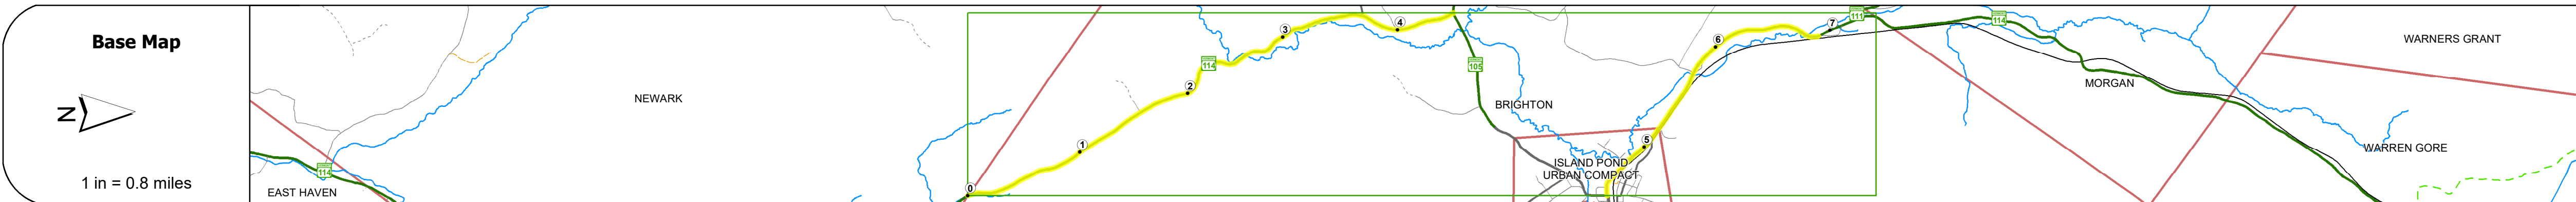 Base Map
N
1 in = 0.8 miles
114
EAST HAVEN
NEWARK
0
1
2
114
3
4
105
BRIGHTON
ISLAND POND
URBAN COMPACT
5
6
7
111
114
MORGAN
WARNERS GRANT
WARREN GORE